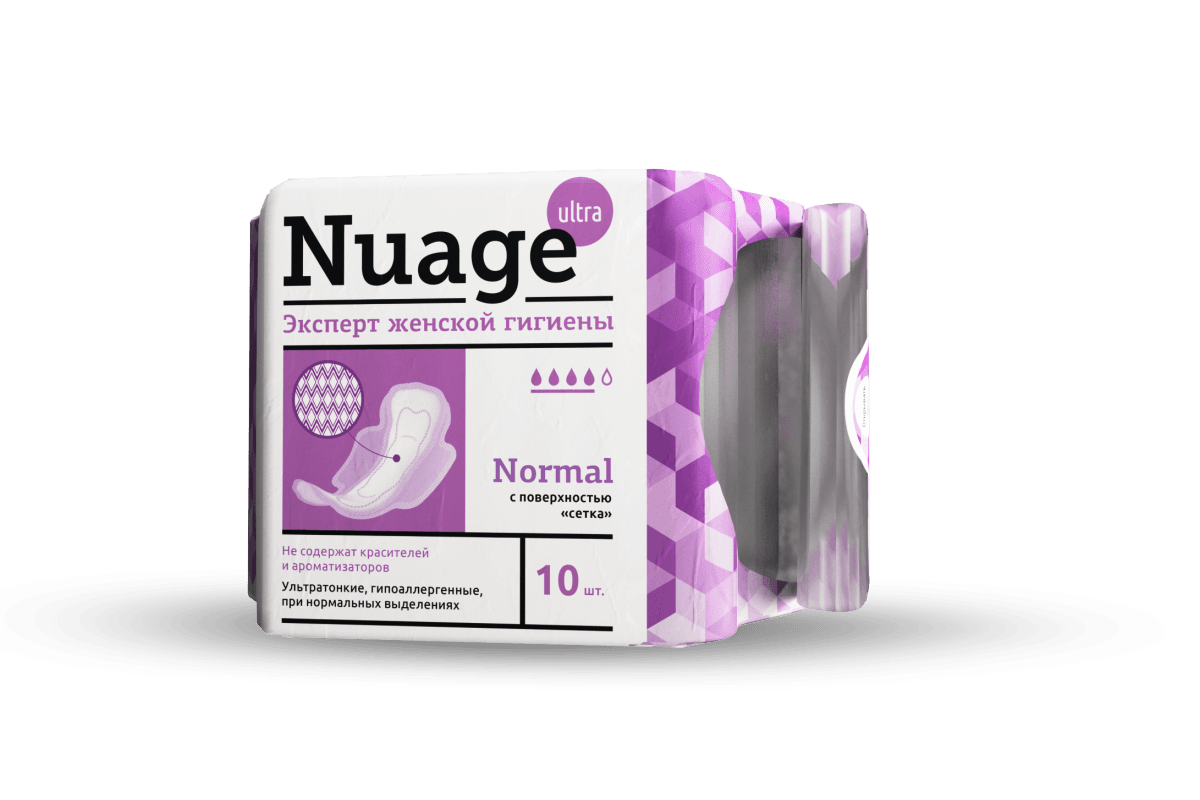 ultra
Nuage
Эксперт женской гигиены
Normal
с поверхностью
«сетка»
Не содержат красителей
и ароматизаторов
Ультратонкие, гипоаллергенные,
при нормальных выделениях
10 шт.